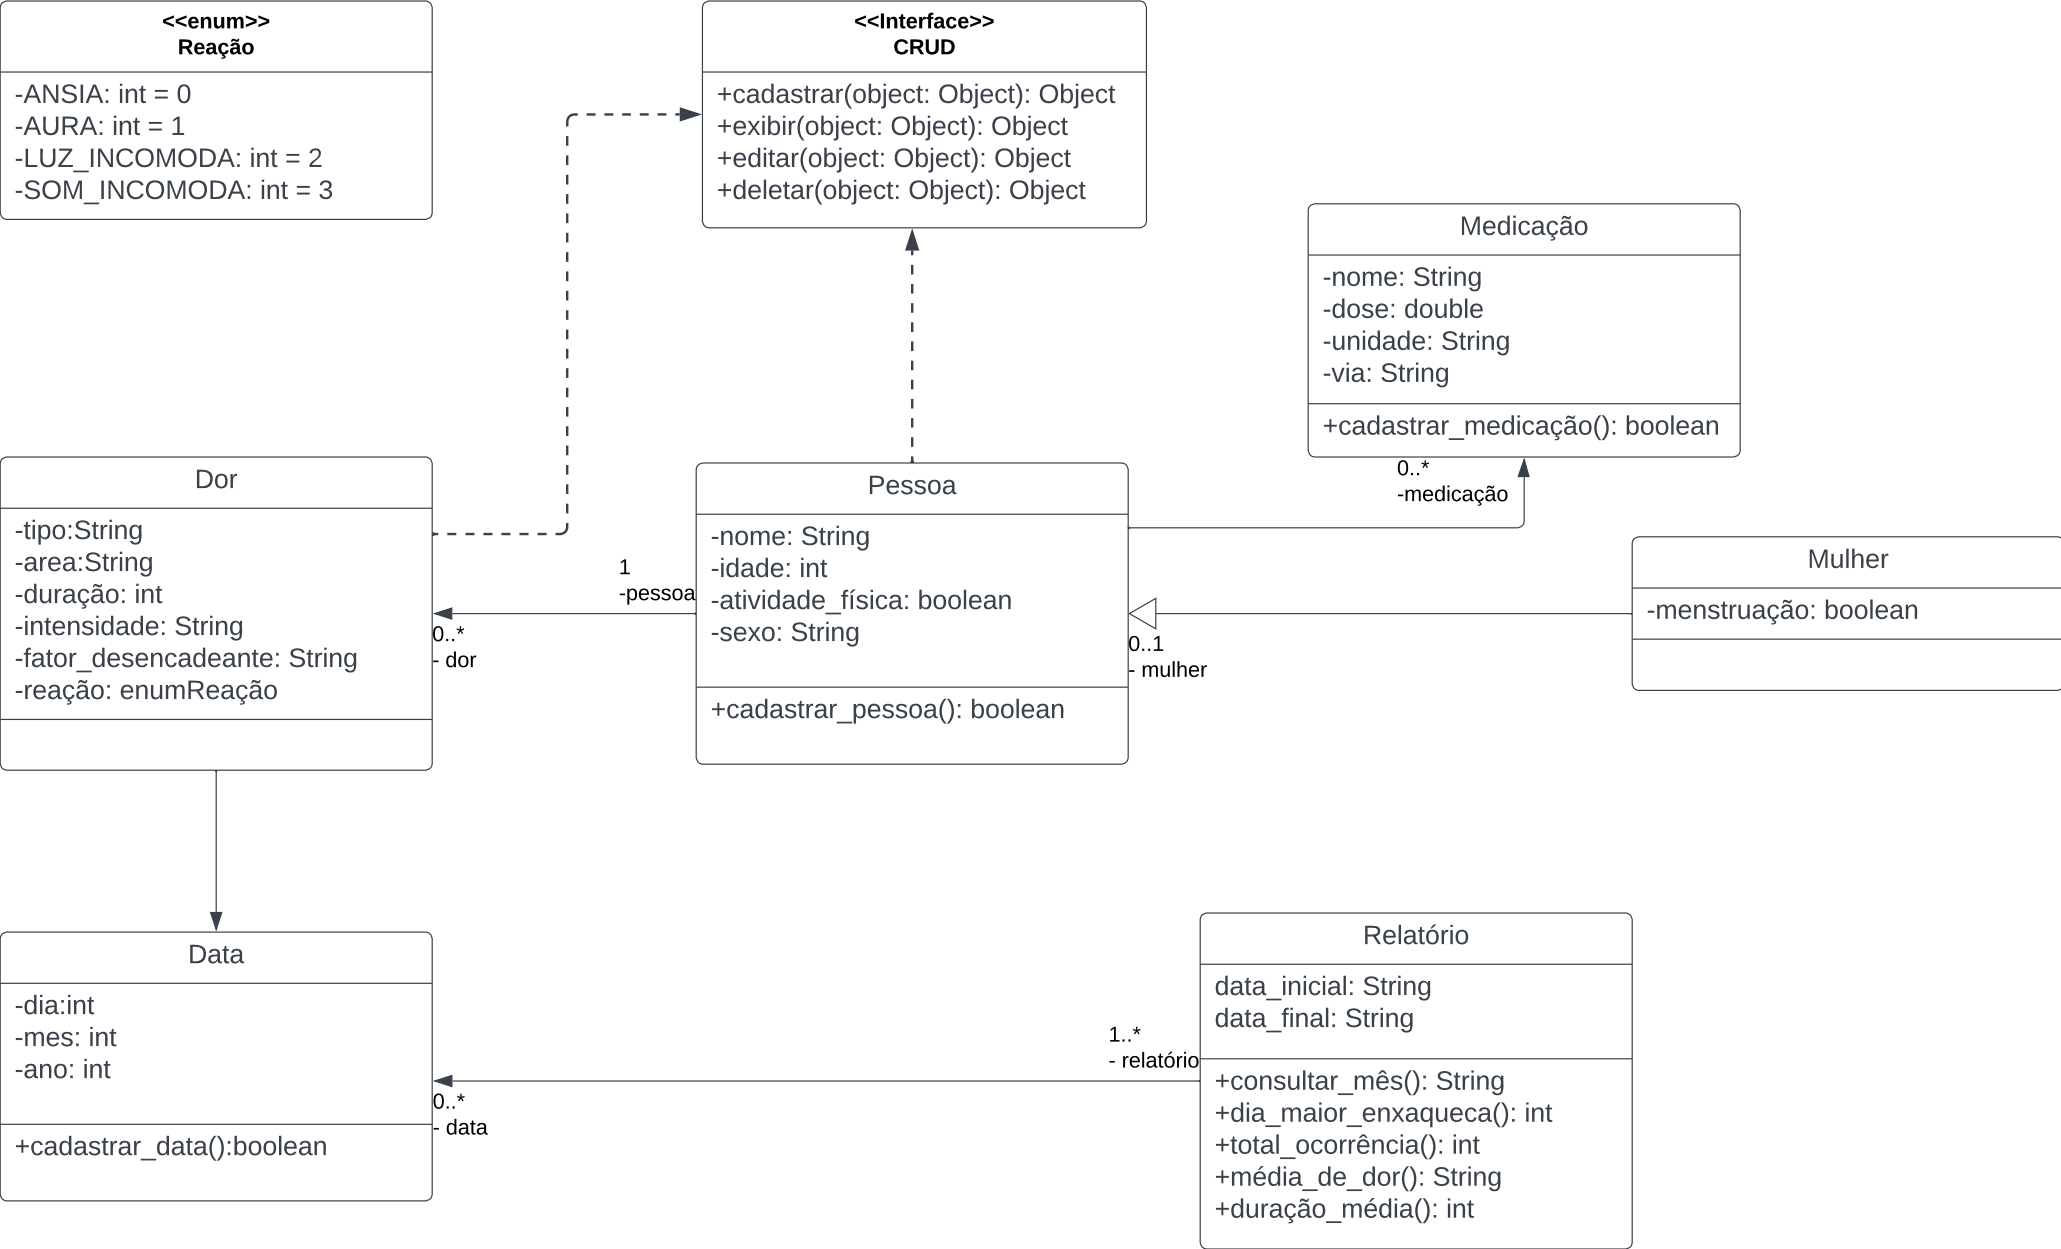 <<enum>>
Reação
-ANSIA: int = 0
-AURA: int = 1
-LUZ_INCOMODA: int = 2
-SOM_INCOMODA: int = 3
<<Interface>>
CRUD
+cadastrar(object: Object): Object
+exibir(object: Object): Object
+editar(object: Object): Object
+deletar(object: Object): Object
Medicação
-nome: String
-dose: double
-unidade: String
-via: String
+cadastrar_medicação(): boolean
0..*
-medicação
Dor
-tipo:String
-area:String
-duração: int
-intensidade: String
-fator_desencadeante: String
-reação: enumReação
1
-pessoa
0..*
- dor
Pessoa
-nome: String
-idade: int
-atividade_física: boolean
-sexo: String
+cadastrar_pessoa(): boolean
0..1
- mulher
Mulher
-menstruação: boolean
Data
-dia:int
-mes: int
-ano: int
+cadastrar_data():boolean
0..*
- data
1..*
- relatório
Relatório
data_inicial: String
data_final: String
+consultar_mês(): String
+dia_maior_enxaqueca(): int
+total_ocorrência(): int
+média_de_dor(): String
+duração_média(): int